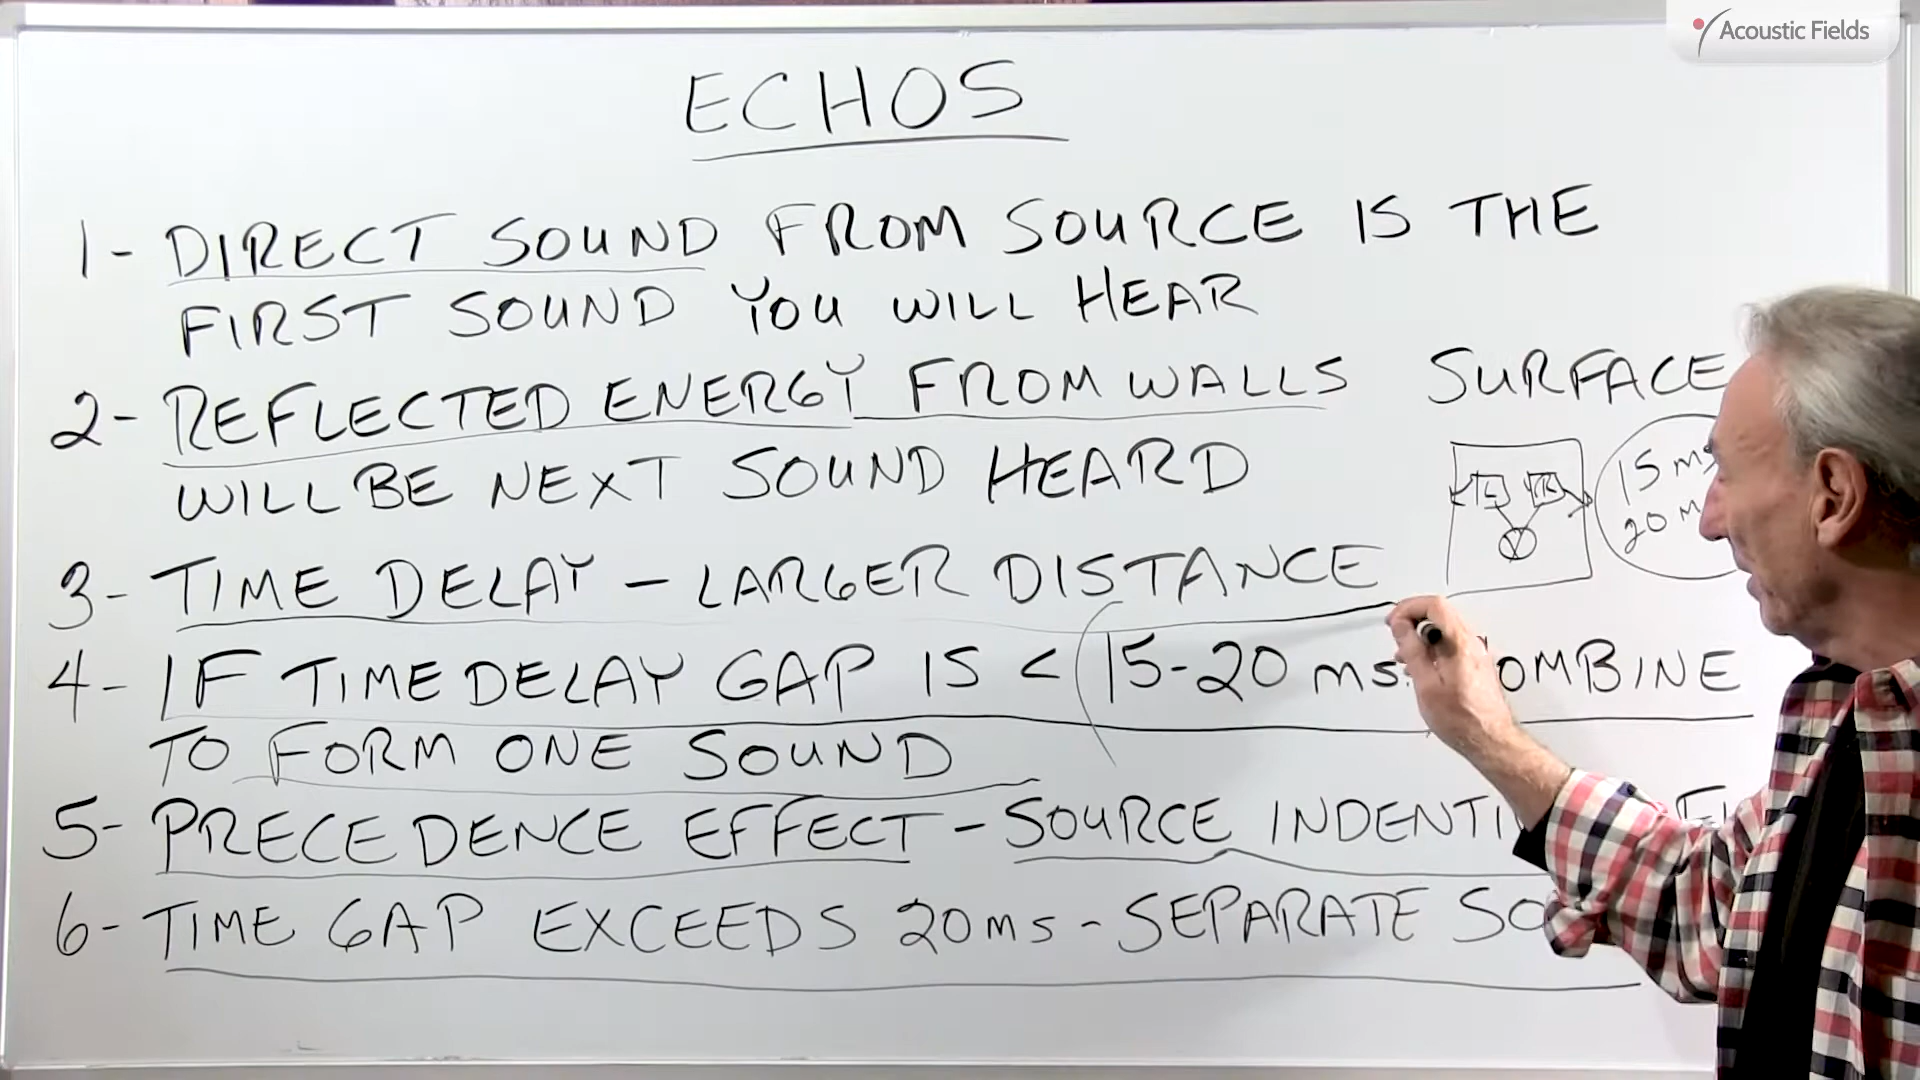 Acoustic Fields
ECHOS
1- DIRECT SOUND FROM SOURCE IS THE
FIRST SOUND YOU WILL HEAR
2- REFLECTED ENERGY FROM WALLS SURFACE
WILL BE NEXT SOUND HEARD
L R
15 ms
20 m
3- TIME DELAY - LARGER DISTANCE
4- IF TIME DELAY GAP IS < 15-20 ms. COMBINE
TO FORM ONE SOUND
5- PRECEDENCE EFFECT - SOURCE
6- TIME GAP EXCEEDS 20ms - SEPARATE